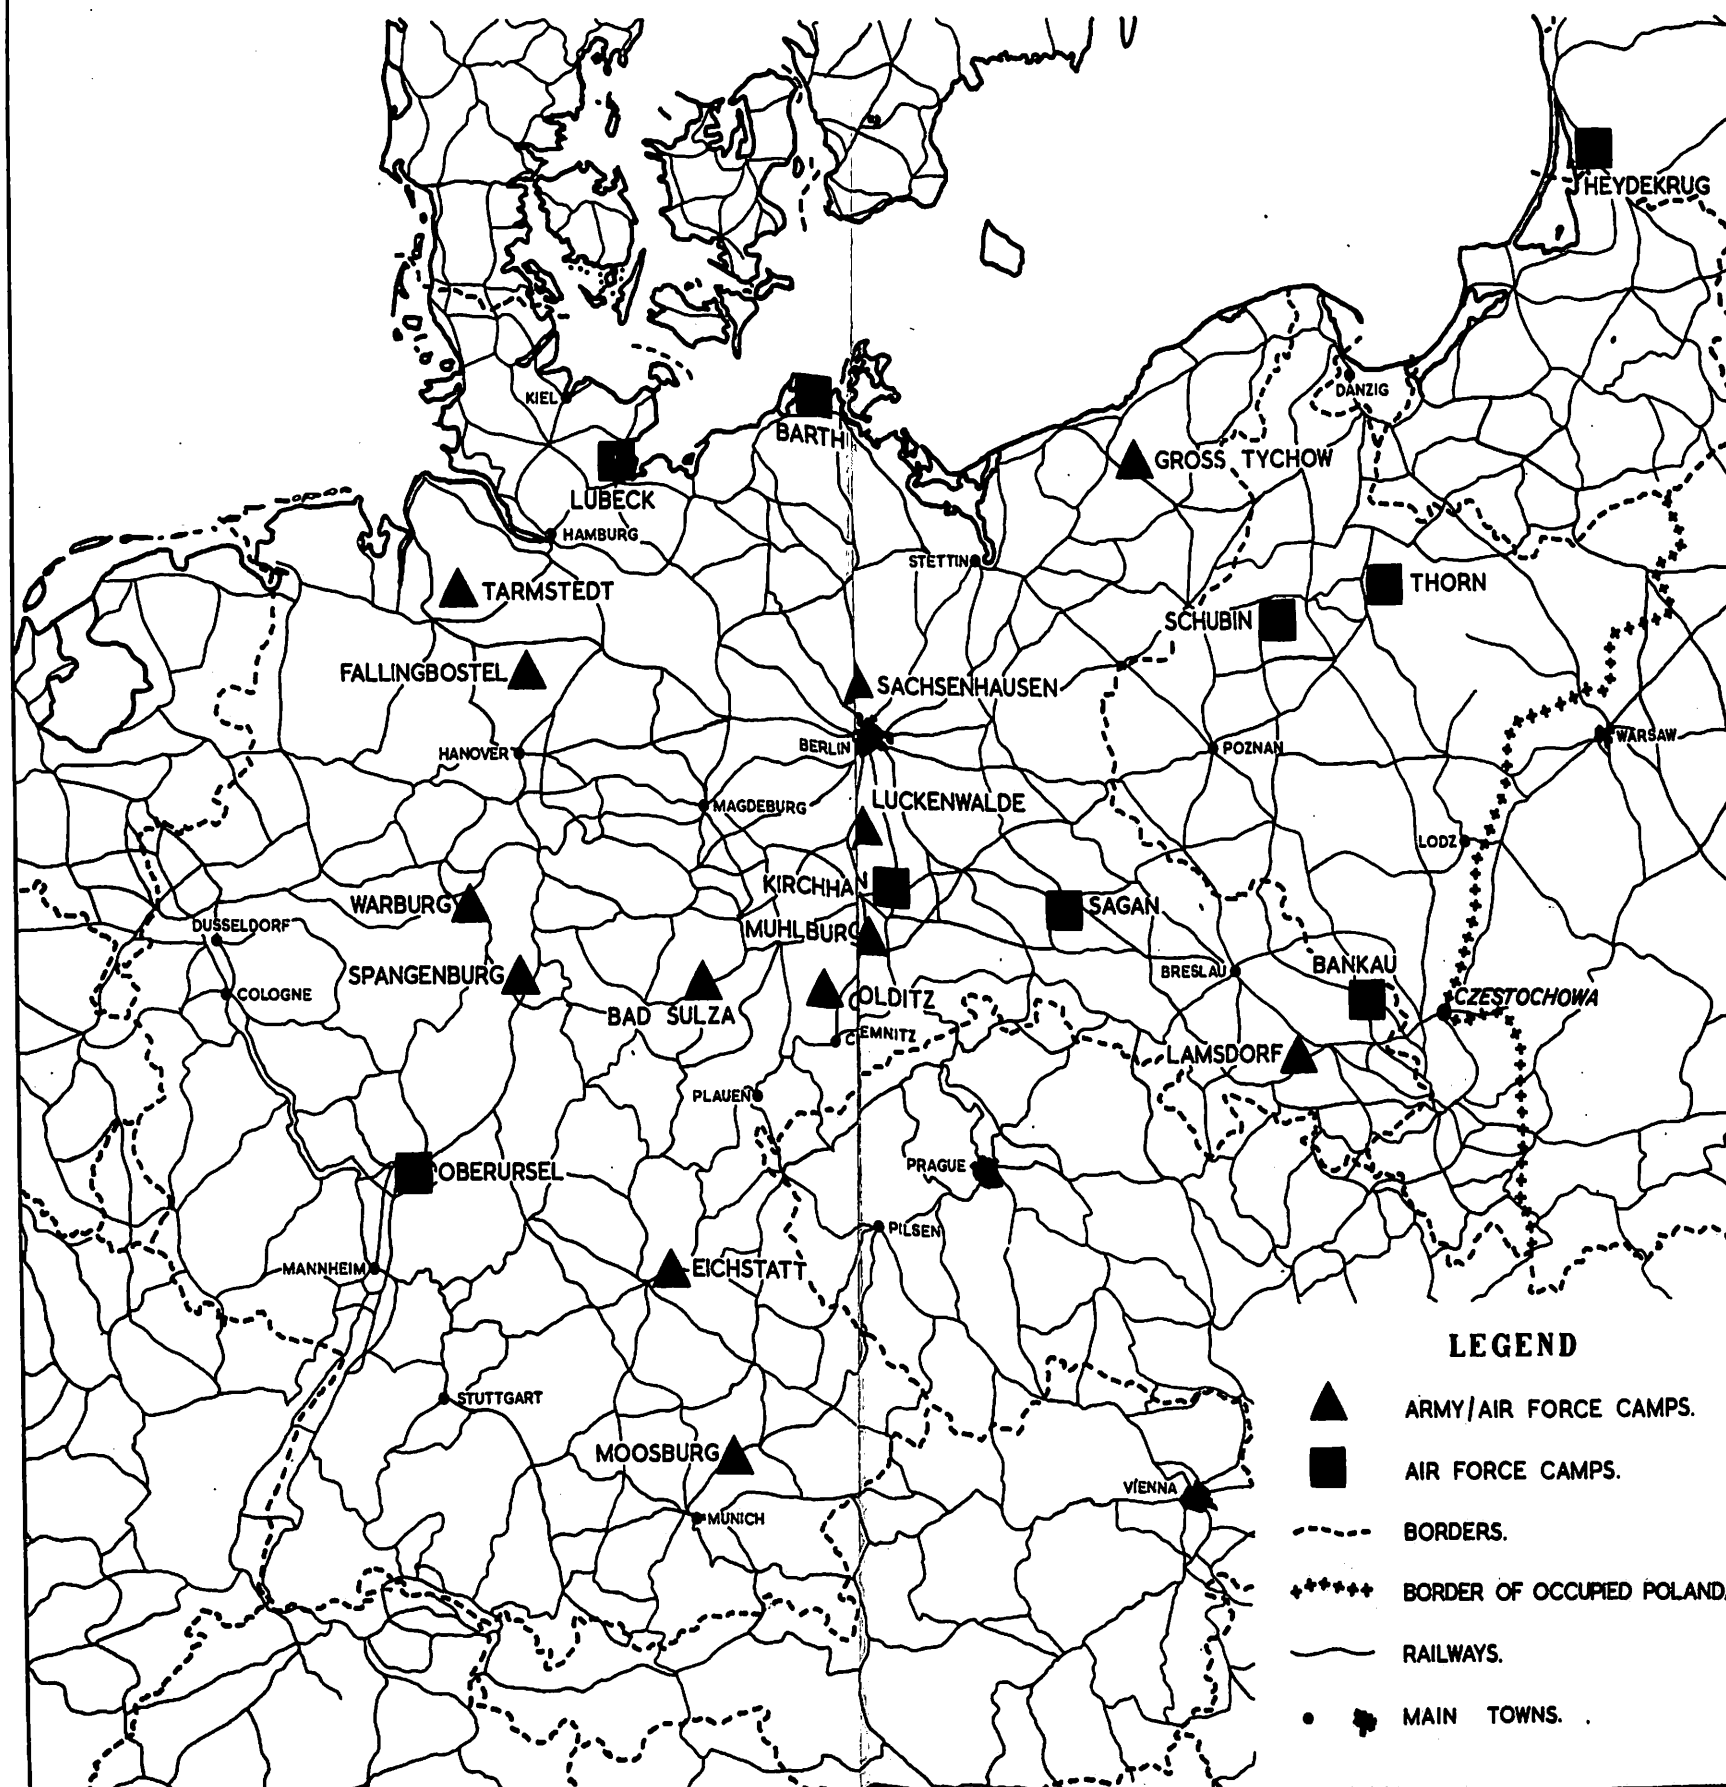 HEYDEKRUG
DANZIG
KIEL
BARTH
GROSS TYCHOW
LUBECK
HAMBURG
STETTIN
TARMSTEDT
THORN
SCHUBIN
FALLINGBOSTEL
SACHSENHAUSEN
WARSAW
HANOVER
BERLIN
POZNAN
MAGDEBURG
LUCKENWALDE
LODZ
KIRCHHAN
WARBURG
SAGAN
DUSSELDORF
MUHLBURG
SPANGENBURG
BRESLAU
BANKAU
COLOGNE
COLDITZ
CZESTOCHOWA
BAD SULZA
CEMNITZ
LAMSDORF
PLAUEN
OBERURSEL
PRAGUE
PILSEN
MANNHEIM
EICHSTATT
STUTTGART
MOOSBURG
VIENNA
MUNICH
LEGEND
ARMY/AIR FORCE CAMPS.
AIR FORCE CAMPS.
BORDERS.
BORDER OF OCCUPIED POLAND.
RAILWAYS.
MAIN TOWNS.